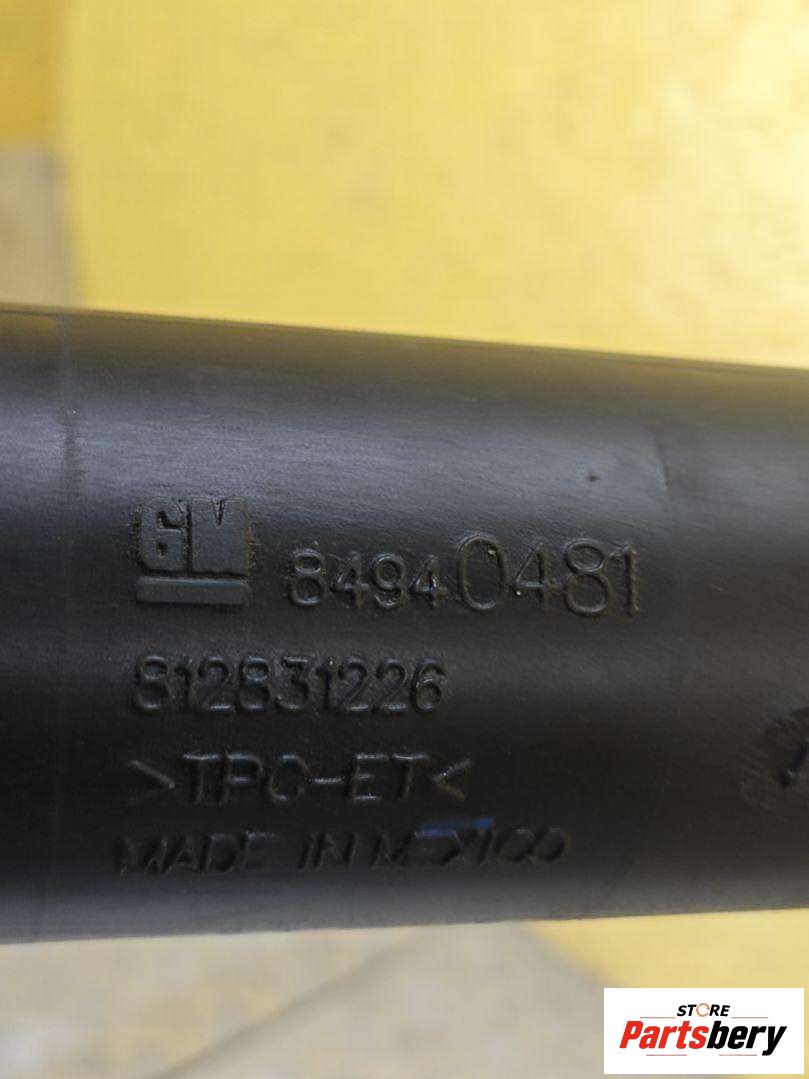 GM 84940481
812831226
>TPC-ET<
MADE IN MEXICO
STORE
Partsbery